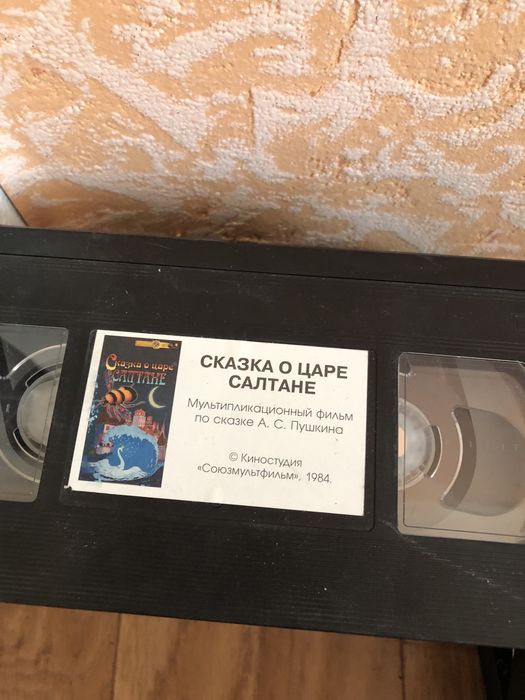 Сказка о царе
САЛТАНЕ
СКАЗКА О ЦАРЕ
САЛТАНЕ
Мультипликационный фильм
по сказке А. С. Пушкина
© Киностудия
«Союзмультфильм», 1984.